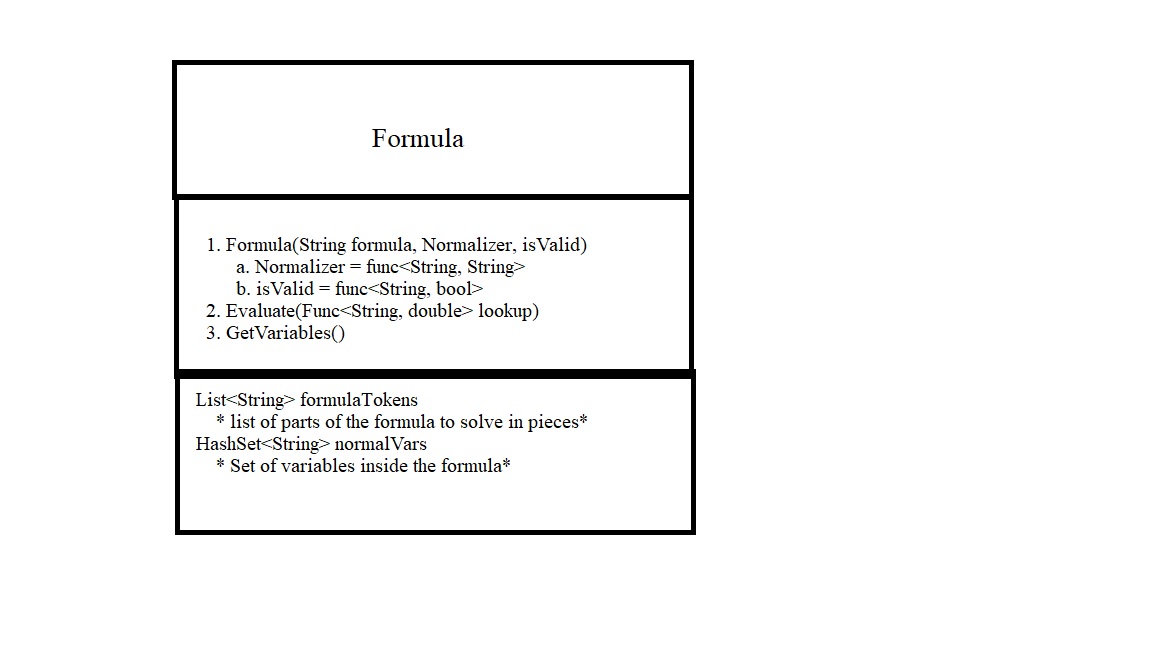 Formula
1. Formula(String formula, Normalizer, isValid)
a. Normalizer = func<String, String>
b. isValid = func<String, bool>
2. Evaluate(Func<String, double> lookup)
3. GetVariables()
List<String> formulaTokens
* list of parts of the formula to solve in pieces*
HashSet<String> normalVars
* Set of variables inside the formula*